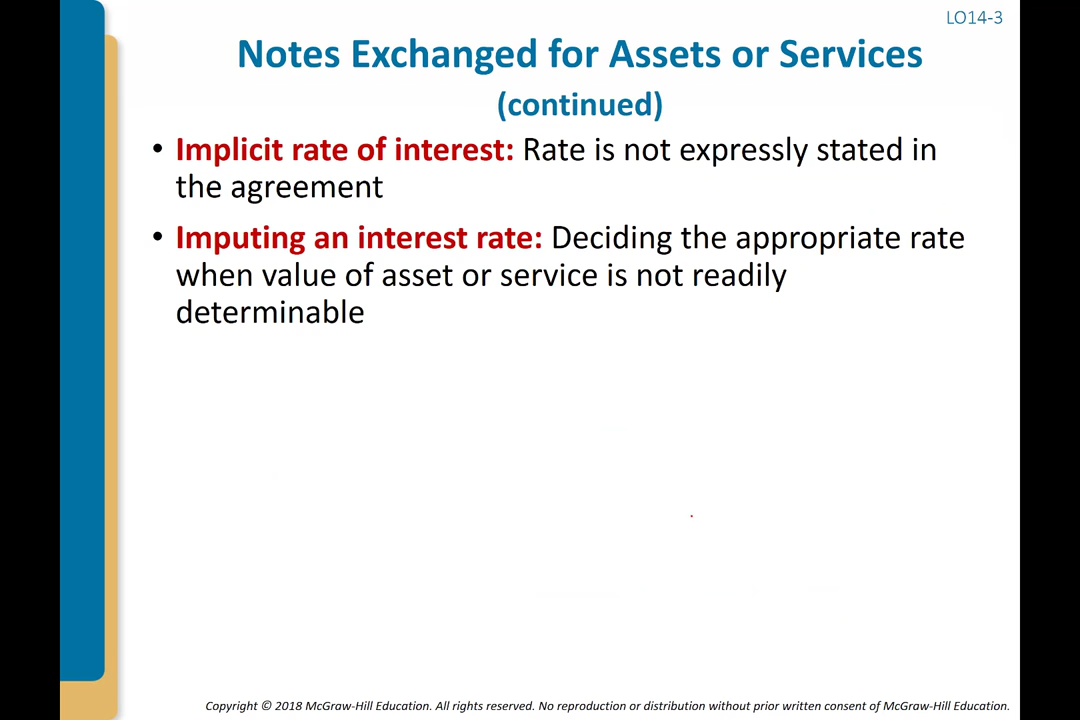 LO14-3
Notes Exchanged for Assets or Services
(continued)
• Implicit rate of interest: Rate is not expressly stated in
the agreement
• Imputing an interest rate: Deciding the appropriate rate
when value of asset or service is not readily
determinable
Copyright © 2018 McGraw-Hill Education. All rights reserved. No reproduction or distribution without prior written consent of McGraw-Hill Education.